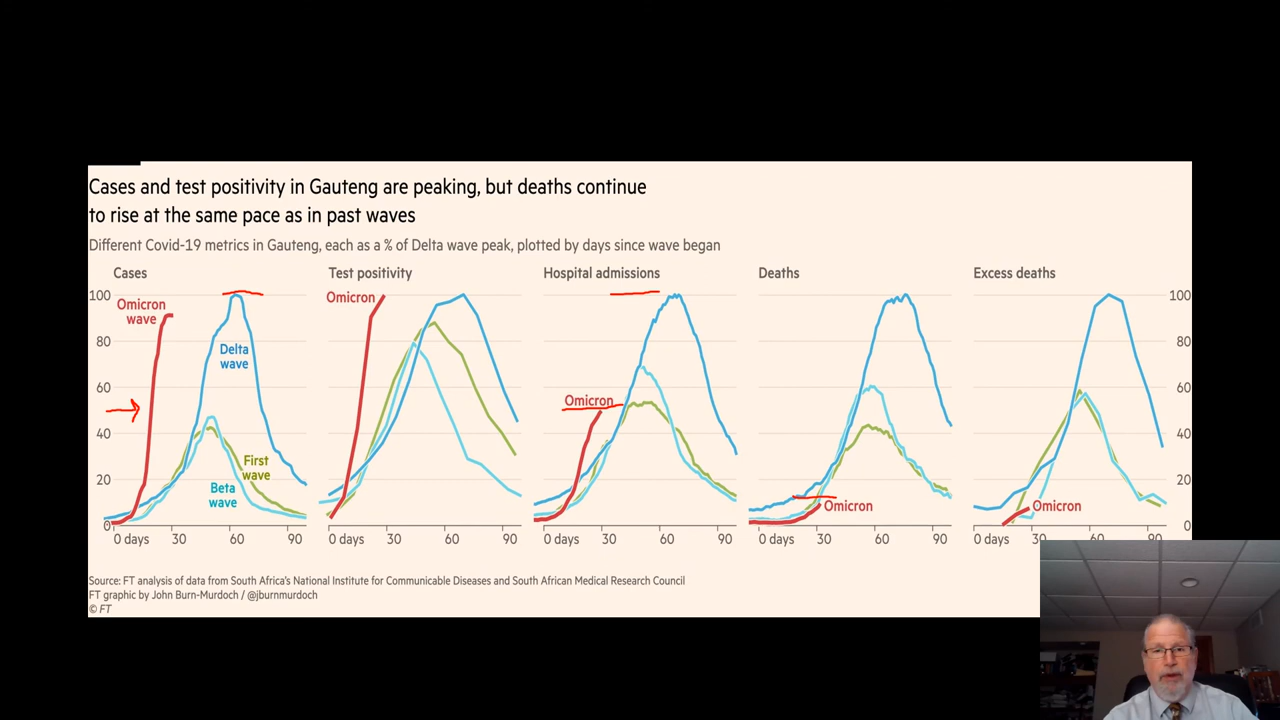 Cases and test positivity in Gauteng are peaking, but deaths continue
to rise at the same pace as in past waves
Different Covid-19 metrics in Gauteng, each as a % of Delta wave peak, plotted by days since wave began
Cases
100
80
60
40
20
0
Omicron
wave
Delta
wave
First
wave
Beta
wave
0 days 30 60 90
Test positivity
Omicron
0 days 30 60 90
Hospital admissions
Omicron
0 days 30 60 90
Deaths
Omicron
0 days 30 60 90
Excess deaths
Omicron
100
80
60
40
20
0
0 days 30 60 90
Source: FT analysis of data from South Africa's National Institute for Communicable Diseases and South African Medical Research Council
FT graphic by John Burn-Murdoch / @jburnmurdoch
© FT